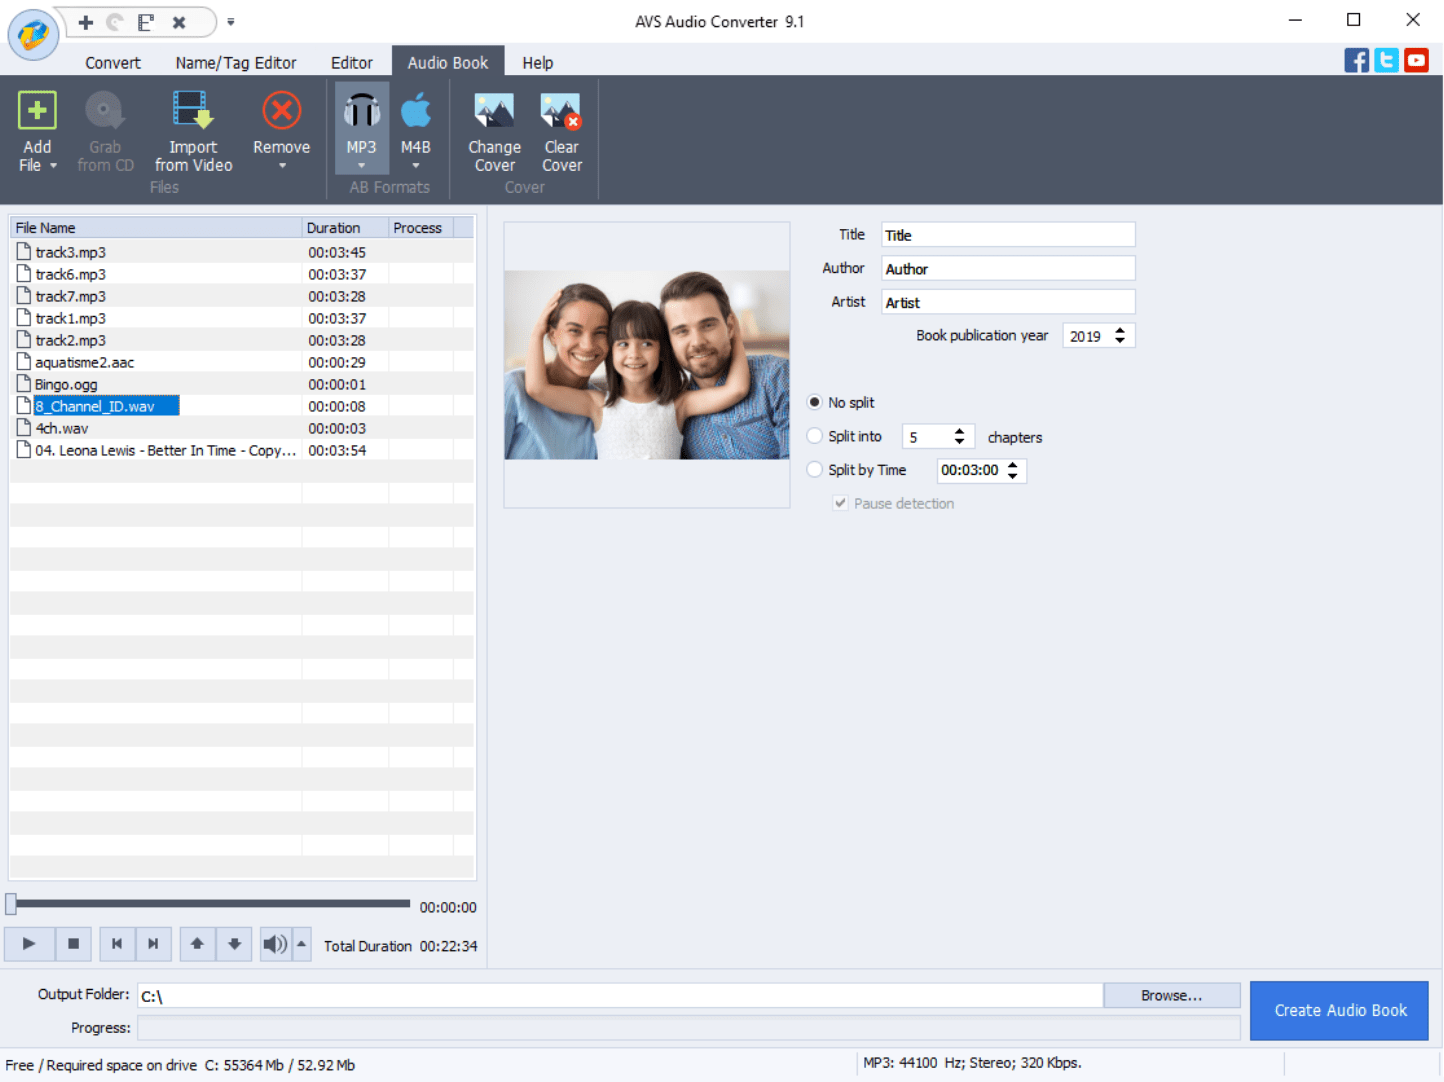 AVS Audio Converter 9.1
Convert Name/Tag Editor Editor Audio Book Help
Add File
Grab from CD
Import from Video
Remove
MP3
M4B
Change Cover
Clear Cover
Files AB Formats Cover
File Name Duration Process
track3.mp3 00:03:45
track6.mp3 00:03:37
track7.mp3 00:03:28
track1.mp3 00:03:37
track2.mp3 00:03:28
aquatisme2.aac 00:00:29
Bingo.ogg 00:00:01
8_Channel_ID.wav 00:00:08
4ch.wav 00:00:03
04. Leona Lewis - Better In Time - Copy... 00:03:54
Title Title
Author Author
Artist Artist
Book publication year 2019
No split
Split into 5 chapters
Split by Time 00:03:00
Pause detection
00:00:00
Total Duration 00:22:34
Output Folder: C:\ Browse...
Create Audio Book
Progress:
Free / Required space on drive C: 55364 Mb / 52.92 Mb
MP3: 44100 Hz; Stereo; 320 Kbps.